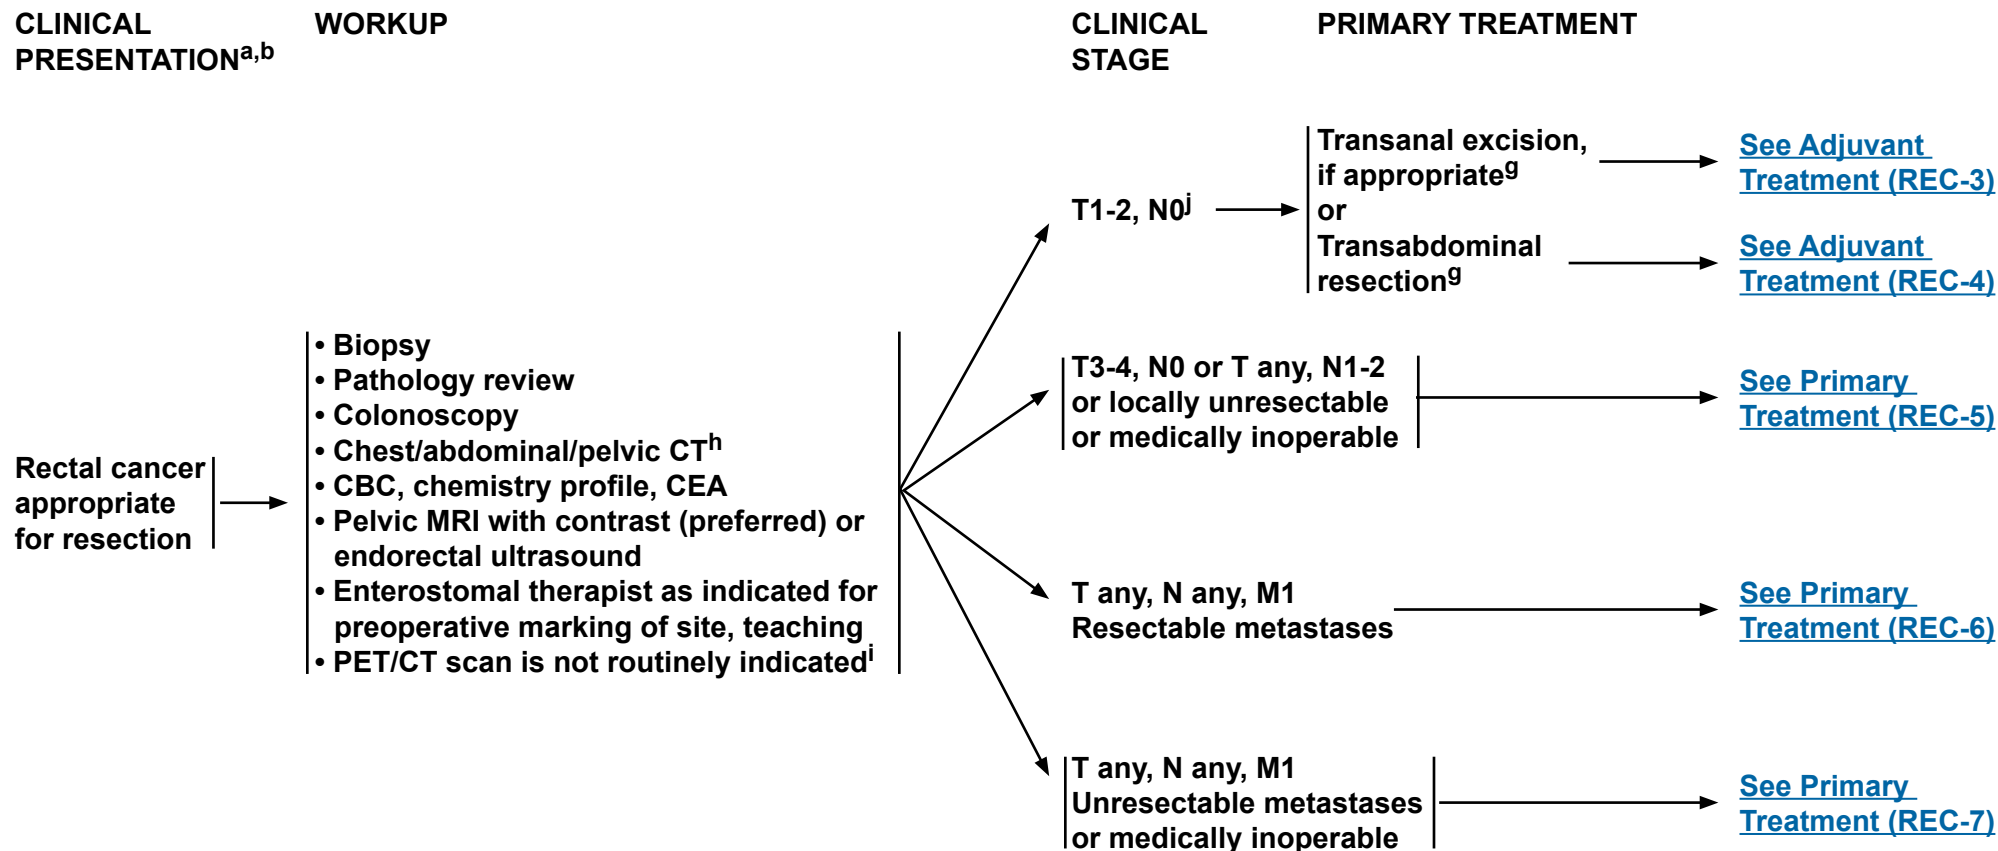 CLINICAL
PRESENTATIONa,b
WORKUP
CLINICAL
STAGE
PRIMARY TREATMENT
Rectal cancer
appropriate
for resection
• Biopsy
• Pathology review
• Colonoscopy
• Chest/abdominal/pelvic CTh
• CBC, chemistry profile, CEA
• Pelvic MRI with contrast (preferred) or
endorectal ultrasound
• Enterostomal therapist as indicated for
preoperative marking of site, teaching
• PET/CT scan is not routinely indicatedi
T1-2, N0j
Transanal excision,
if appropriateg
or
Transabdominal
resectiong
See Adjuvant
Treatment (REC-3)
See Adjuvant
Treatment (REC-4)
T3-4, N0 or T any, N1-2
or locally unresectable
or medically inoperable
See Primary
Treatment (REC-5)
T any, N any, M1
Resectable metastases
See Primary
Treatment (REC-6)
T any, N any, M1
Unresectable metastases
or medically inoperable
See Primary
Treatment (REC-7)